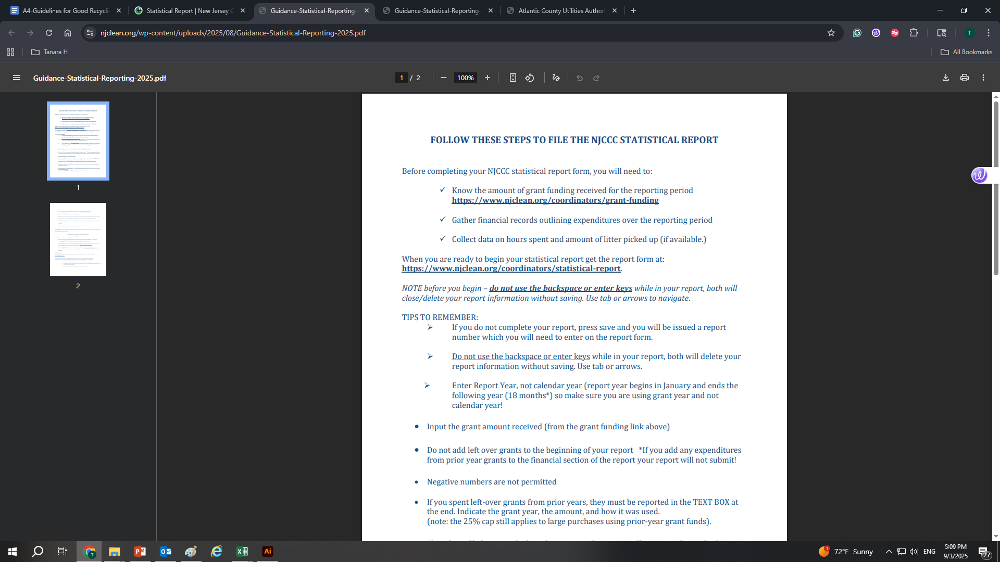 A4-Guidelines for Good Recycli
Statistical Report | New Jersey C
Guidance-Statistical-Reporting-
Guidance-Statistical-Reporting-
Atlantic County Utilities Authori
njclean.org/wp-content/uploads/2025/08/Guidance-Statistical-Reporting-2025.pdf
T
Tanara H
All Bookmarks
Guidance-Statistical-Reporting-2025.pdf
1 / 2
100%
1
2
FOLLOW THESE STEPS TO FILE THE NJCCC STATISTICAL REPORT
Before completing your NJCCC statistical report form, you will need to:
✓ Know the amount of grant funding received for the reporting period
https://www.njclean.org/coordinators/grant-funding
✓ Gather financial records outlining expenditures over the reporting period
✓ Collect data on hours spent and amount of litter picked up (if available.)
When you are ready to begin your statistical report get the report form at:
https://www.njclean.org/coordinators/statistical-report.
NOTE before you begin – do not use the backspace or enter keys while in your report, both will
close/delete your report information without saving. Use tab or arrows to navigate.
TIPS TO REMEMBER:
➢ If you do not complete your report, press save and you will be issued a report
number which you will need to enter on the report form.
➢ Do not use the backspace or enter keys while in your report, both will delete your
report information without saving. Use tab or arrows.
➢ Enter Report Year, not calendar year (report year begins in January and ends the
following year (18 months*) so make sure you are using grant year and not
calendar year!
• Input the grant amount received (from the grant funding link above)
• Do not add left over grants to the beginning of your report *If you add any expenditures
from prior year grants to the financial section of the report your report will not submit!
• Negative numbers are not permitted
• If you spent left-over grants from prior years, they must be reported in the TEXT BOX at
the end. Indicate the grant year, the amount, and how it was used.
(note: the 25% cap still applies to large purchases using prior-year grant funds).
Ai
1
72°F Sunny
ENG
5:09 PM
9/3/2025
27